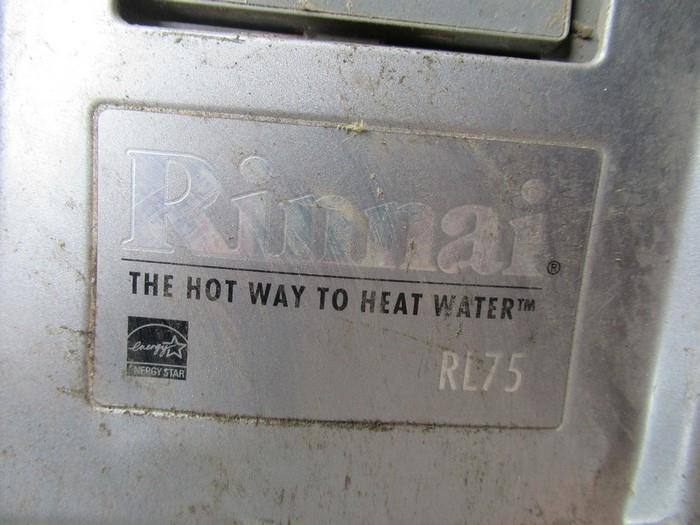 Rinnai®
THE HOT WAY TO HEAT WATER™
energy
ENERGY STAR
RL75